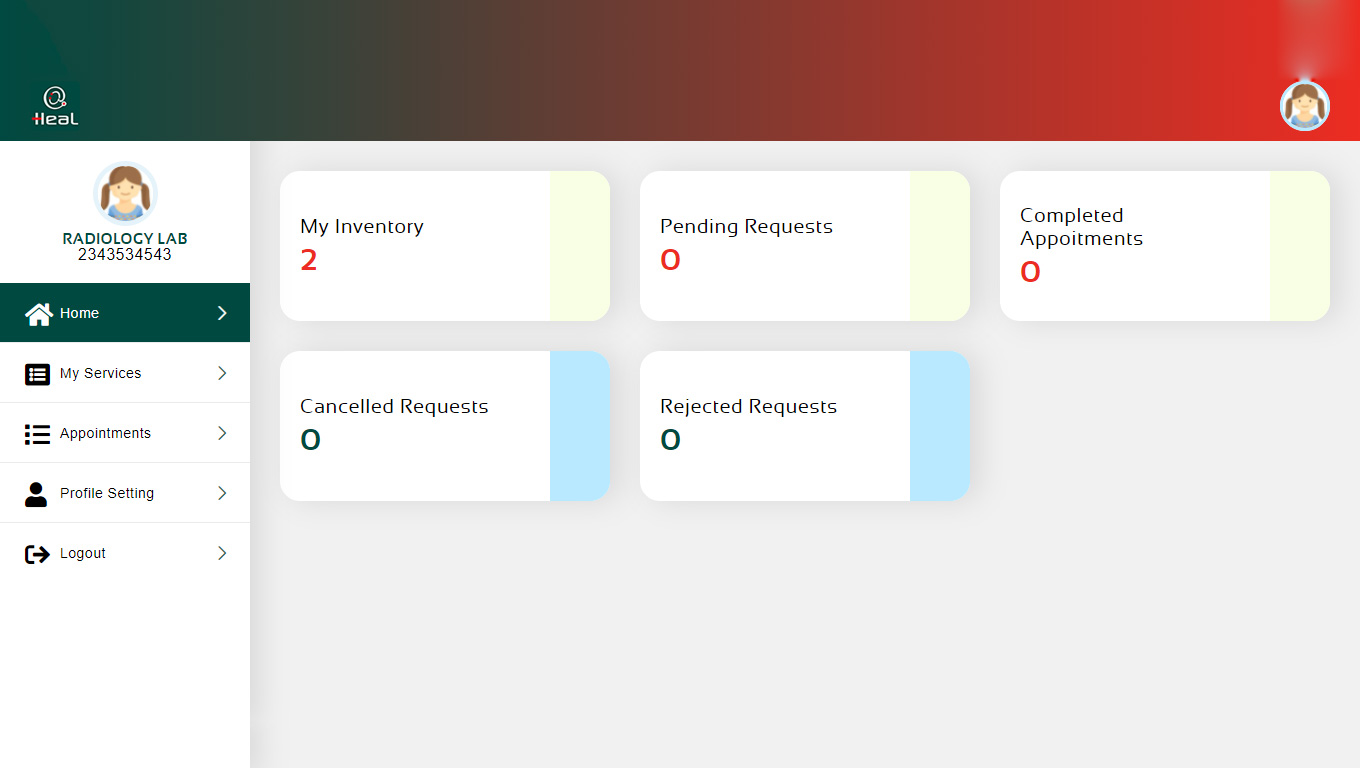 Heal
RADIOLOGY LAB
2343534543
Home
My Services
Appointments
Profile Setting
Logout
My Inventory
2
Pending Requests
0
Completed
Appoitments
0
Cancelled Requests
0
Rejected Requests
0